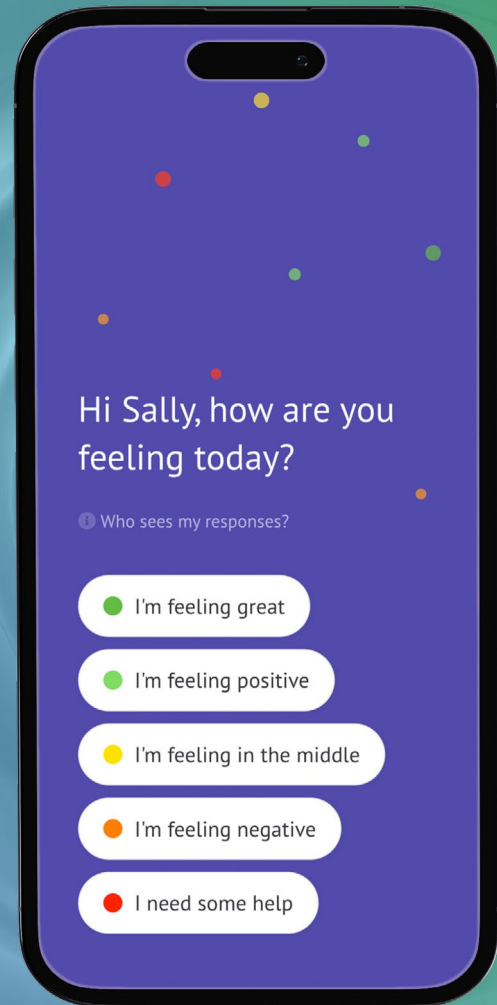 Hi Sally, how are you
feeling today?
Who sees my responses?
I'm feeling great
I'm feeling positive
I'm feeling in the middle
I'm feeling negative
I need some help